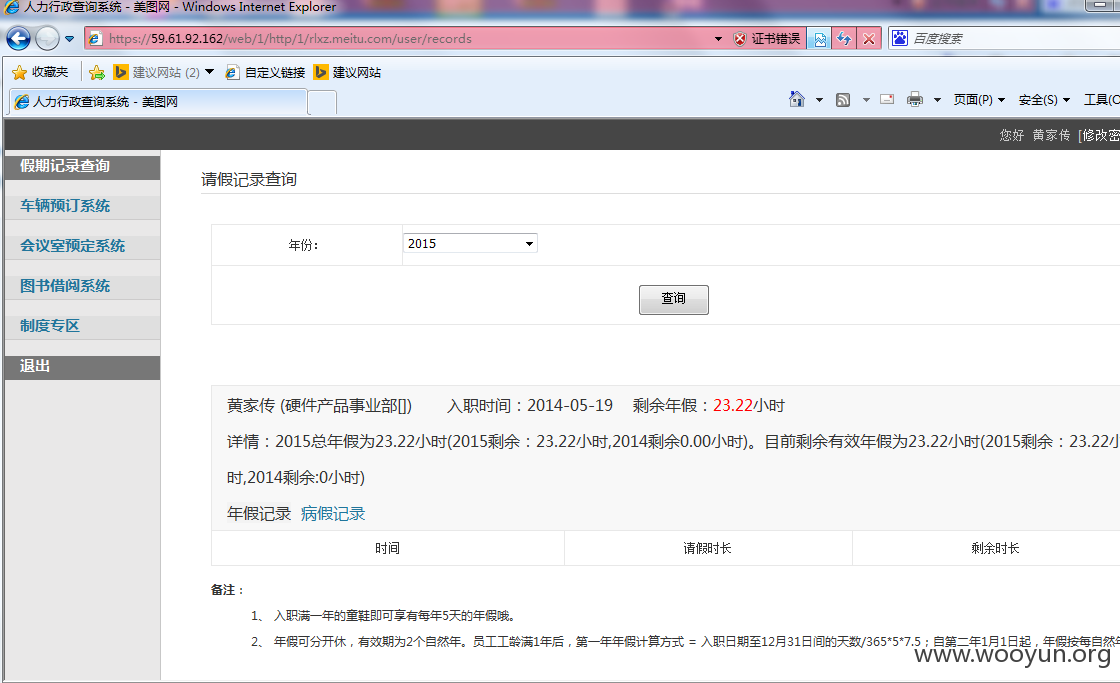 人力行政查询系统 - 美图网 - Windows Internet Explorer
https://59.61.92.162/web/1/http/1/rlxz.meitu.com/user/records
证书错误
百度搜索
收藏夹
建议网站 (2)
自定义链接
建议网站
人力行政查询系统 - 美图网
页面(P)
安全(S)
工具(O
您好 黄家传 [修改密
假期记录查询
车辆预订系统
会议室预定系统
图书借阅系统
制度专区
退出
请假记录查询
年份：
2015
查询
黄家传 (硬件产品事业部[]) 入职时间：2014-05-19 剩余年假：23.22小时
详情：2015总年假为23.22小时(2015剩余：23.22小时,2014剩余0.00小时)。目前剩余有效年假为23.22小时(2015剩余：23.22小
时,2014剩余:0小时)
年假记录 病假记录
时间 请假时长 剩余时长
备注：
1、 入职满一年的童鞋即可享有每年5天的年假哦。
2、 年假可分开休，有效期为2个自然年。员工工龄满1年后，第一年年假计算方式 = 入职日期至12月31日间的天数/365*5*7.5；自第二年1月1日起，年假按每自然年
www.wooyun.org